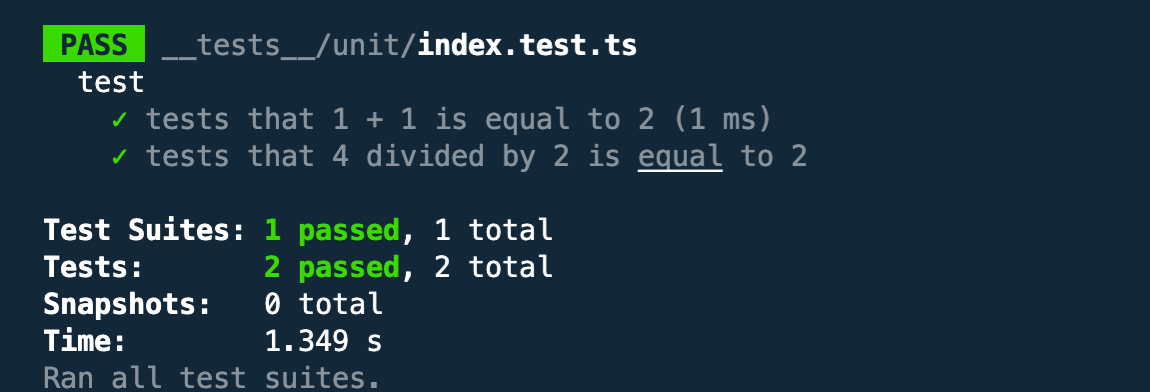 PASS __tests__/unit/index.test.ts
test
✓ tests that 1 + 1 is equal to 2 (1 ms)
✓ tests that 4 divided by 2 is equal to 2
Test Suites: 1 passed, 1 total
Tests: 2 passed, 2 total
Snapshots: 0 total
Time: 1.349 s
Ran all test suites.